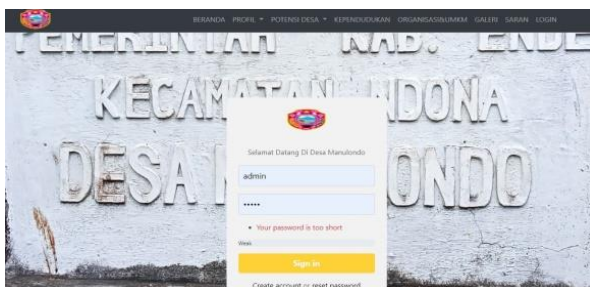 BERANDA PROFIL POTENSI DESA KEPENDUDUKAN ORGANISASI&UMKM GALERI SARAN LOGIN
PEMERINTAH KAB. ENDE
KECAMATAN NDONA
DESA ONDO
Selamat Datang Di Desa Manulondo
admin
•••••
Your password is too short
Weak
Sign in
Create account or reset password